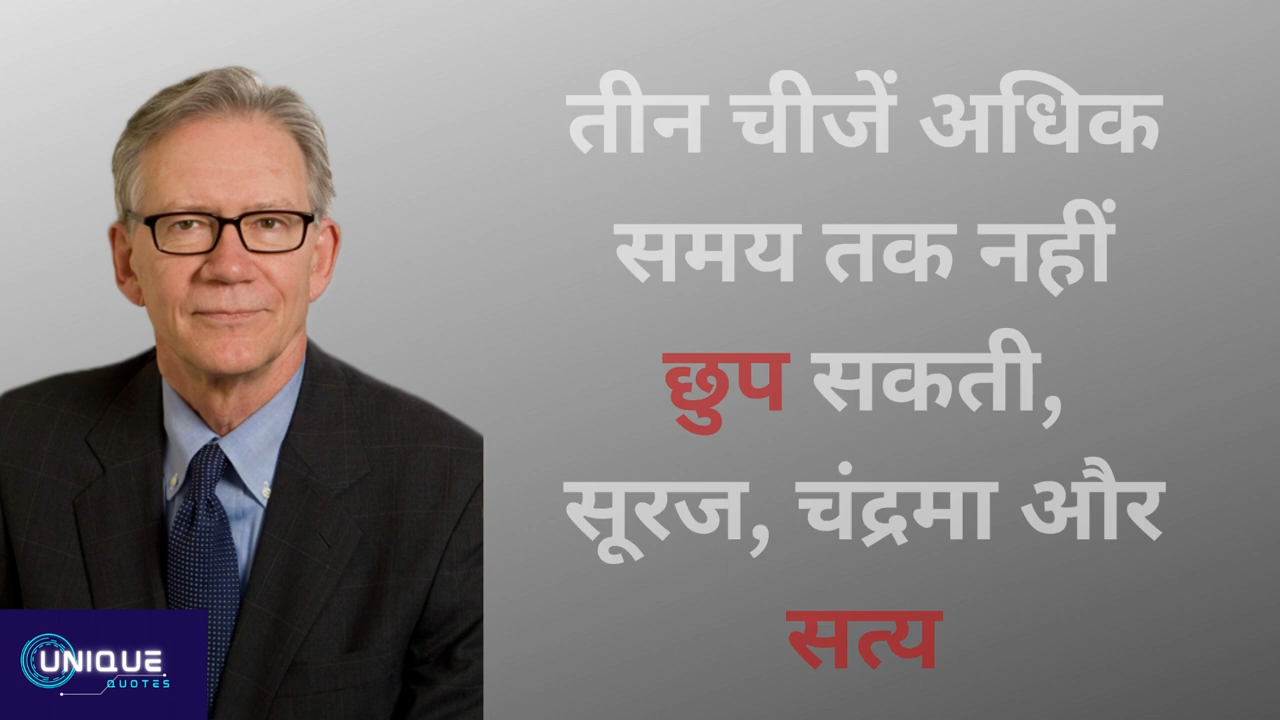 तीन चीजें अधिक
समय तक नहीं
छुप सकती,
सूरज, चंद्रमा और
सत्य
UNIQUE
QUOTES